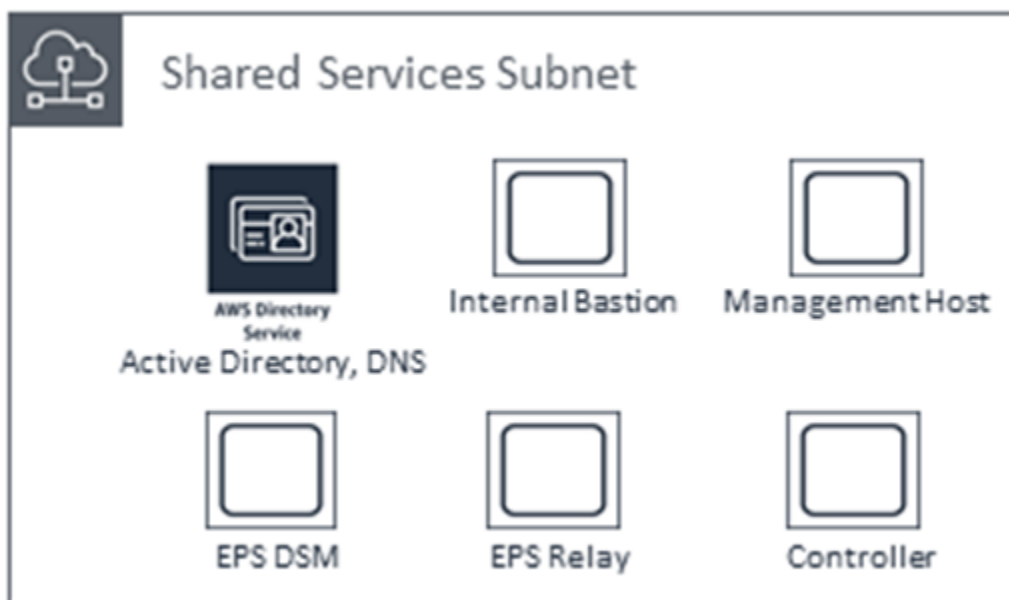 Shared Services Subnet
AWS Directory
Service
Active Directory, DNS
Internal Bastion
Management Host
EPS DSM
EPS Relay
Controller